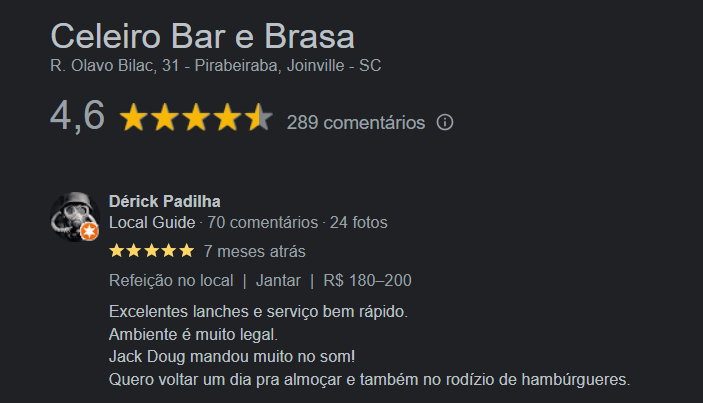 Celeiro Bar e Brasa
R. Olavo Bilac, 31 - Pirabeiraba, Joinville - SC
4,6 289 comentários
Dérick Padilha
Local Guide · 70 comentários · 24 fotos
7 meses atrás
Refeição no local | Jantar | R$ 180–200
Excelentes lanches e serviço bem rápido.
Ambiente é muito legal.
Jack Doug mandou muito no som!
Quero voltar um dia pra almoçar e também no rodízio de hambúrgueres.